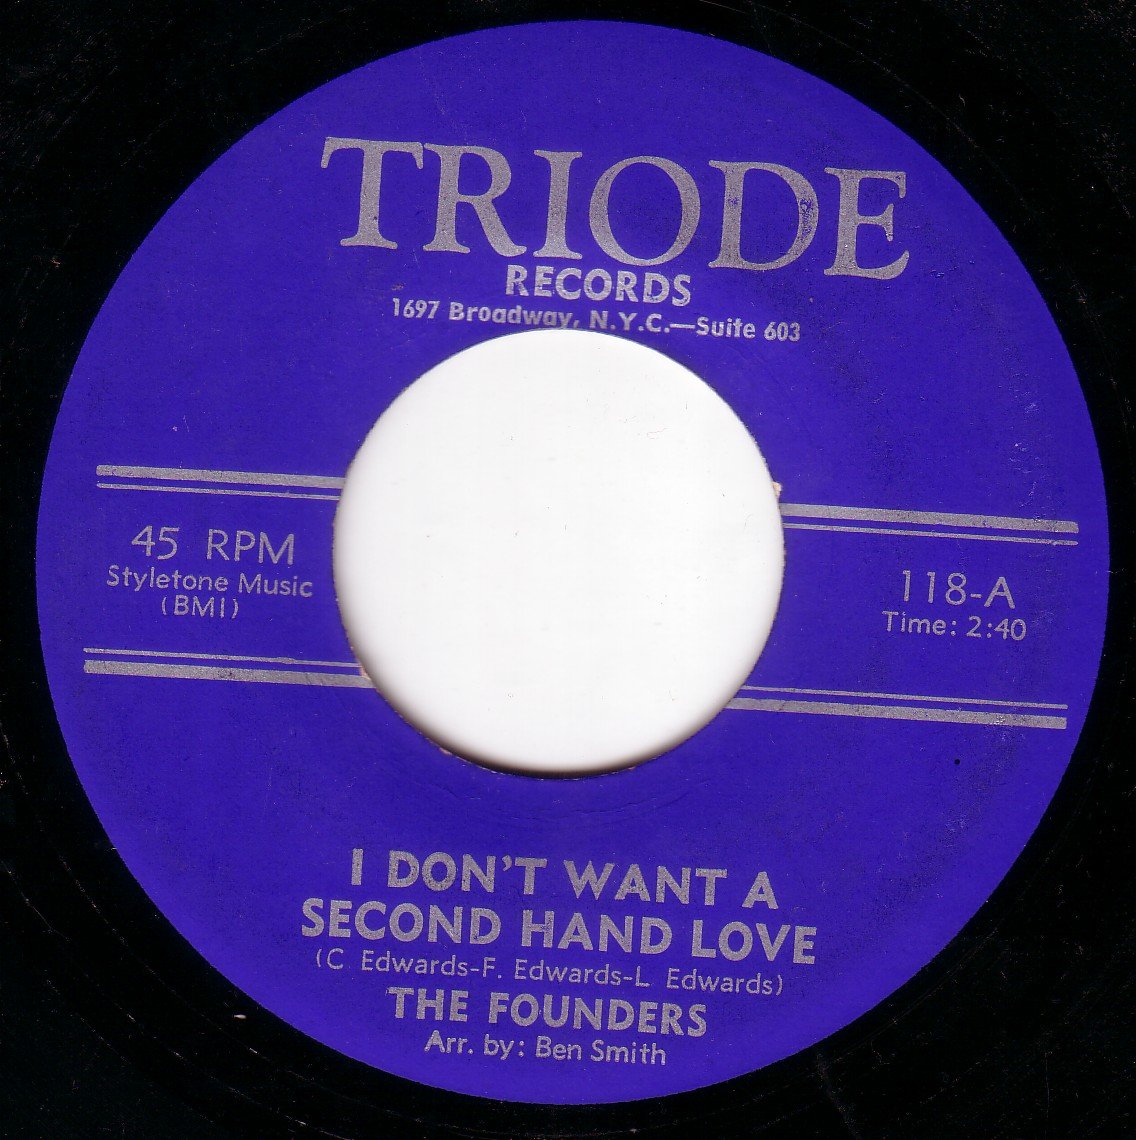 TRIODE
RECORDS
1697 Broadway, N.Y.C.—Suite 603
45 RPM
Styletone Music
(BMI)
118-A
Time: 2:40
I DON'T WANT A
SECOND HAND LOVE
(C Edwards-F. Edwards-L Edwards)
THE FOUNDERS
Arr. by: Ben Smith